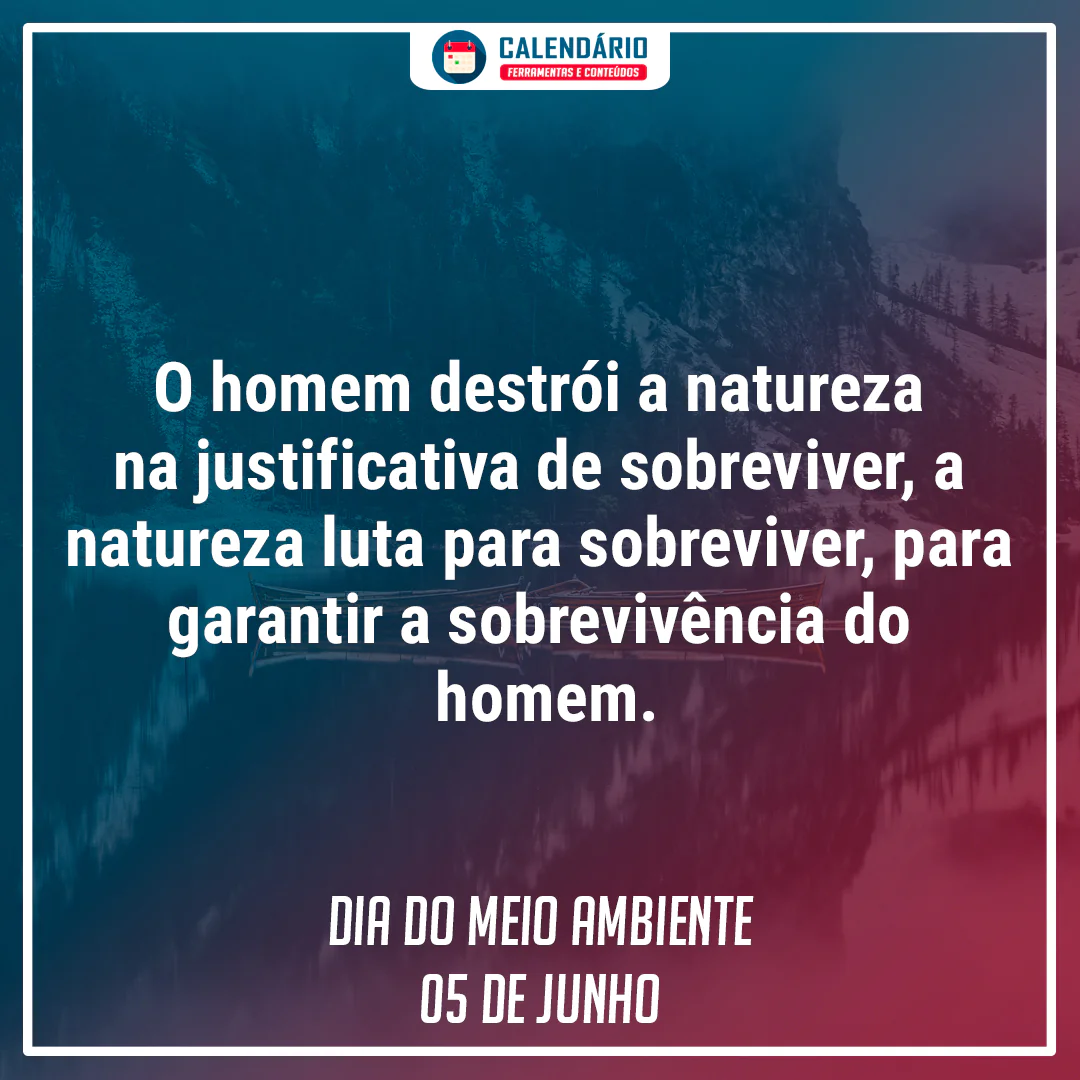 CALENDÁRIO
FERRAMENTAS E CONTEÚDOS
O homem destrói a natureza
na justificativa de sobreviver, a
natureza luta para sobreviver, para
garantir a sobrevivência do
homem.
DIA DO MEIO AMBIENTE
05 DE JUNHO